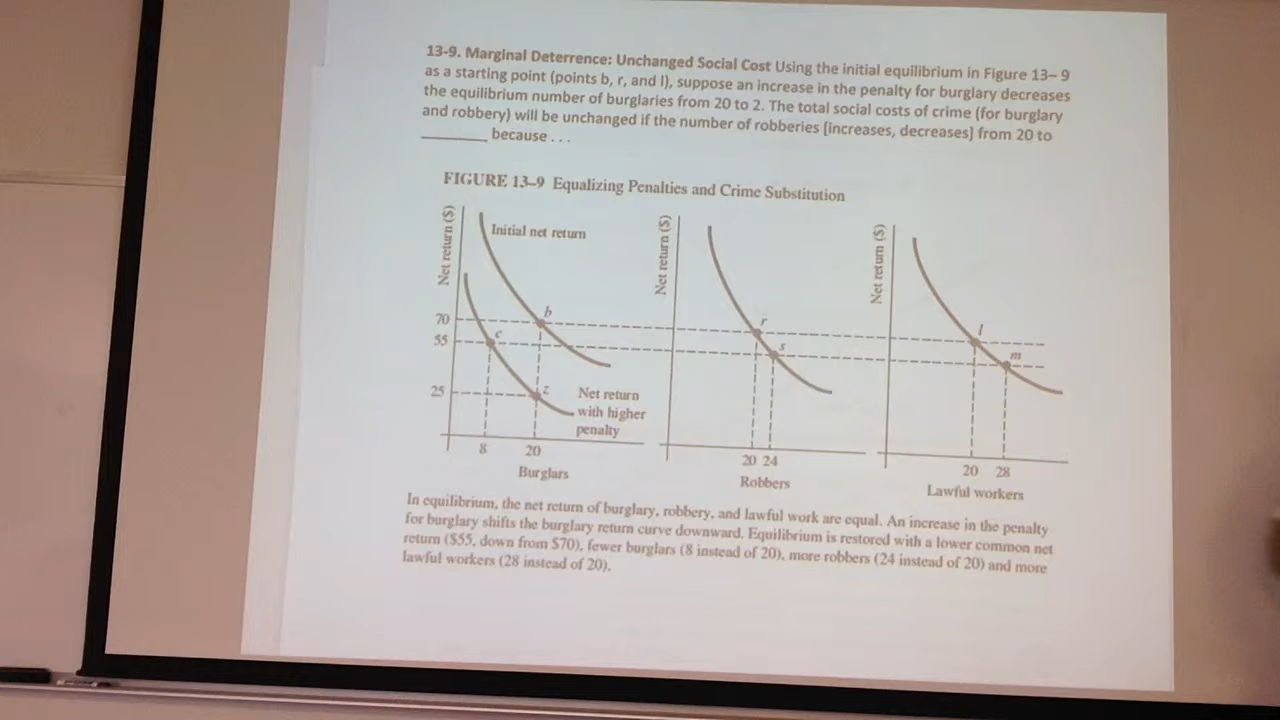 13-9. Marginal Deterrence: Unchanged Social Cost Using the initial equilibrium in Figure 13– 9
as a starting point (points b, r, and l), suppose an increase in the penalty for burglary decreases
the equilibrium number of burglaries from 20 to 2. The total social costs of crime (for burglary
and robbery) will be unchanged if the number of robberies [increases, decreases] from 20 to
________ because . . .
FIGURE 13–9 Equalizing Penalties and Crime Substitution
Net return ($)
Initial net return
70
55
25
b
c
z
Net return
with higher
penalty
8
20
Burglars
Net return ($)
r
s
20 24
Robbers
Net return ($)
l
m
20 28
Lawful workers
In equilibrium, the net return of burglary, robbery, and lawful work are equal. An increase in the penalty
for burglary shifts the burglary return curve downward. Equilibrium is restored with a lower common net
return ($55, down from $70), fewer burglars (8 instead of 20), more robbers (24 instead of 20) and more
lawful workers (28 instead of 20).